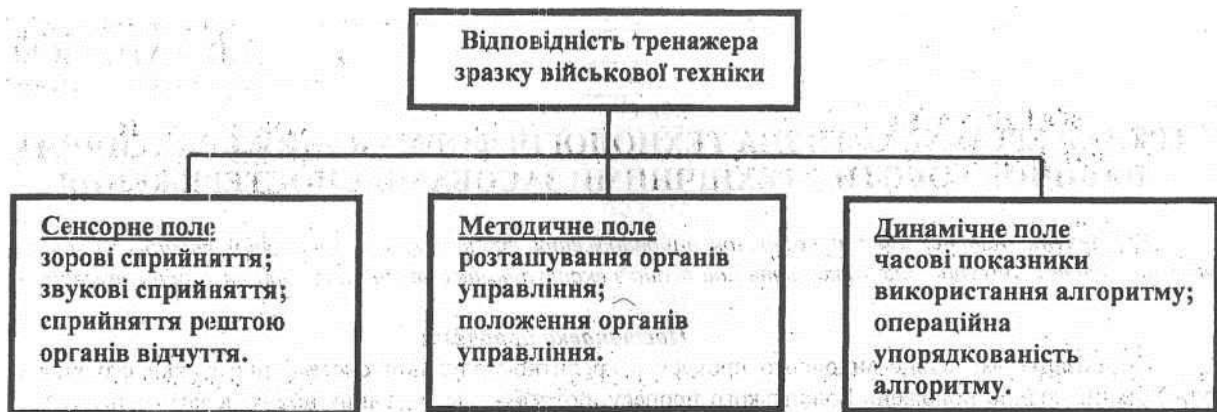 Відповідність тренажера
зразку військової техніки
Сенсорне поле
зорові сприйняття;
звукові сприйняття;
сприйняття рештою
органів відчуття.
Методичне поле
розташування органів
управління;
положення органів
управління.
Динамічне поле
часові показники
використання алгоритму;
операційна
упорядкованість
алгоритму.